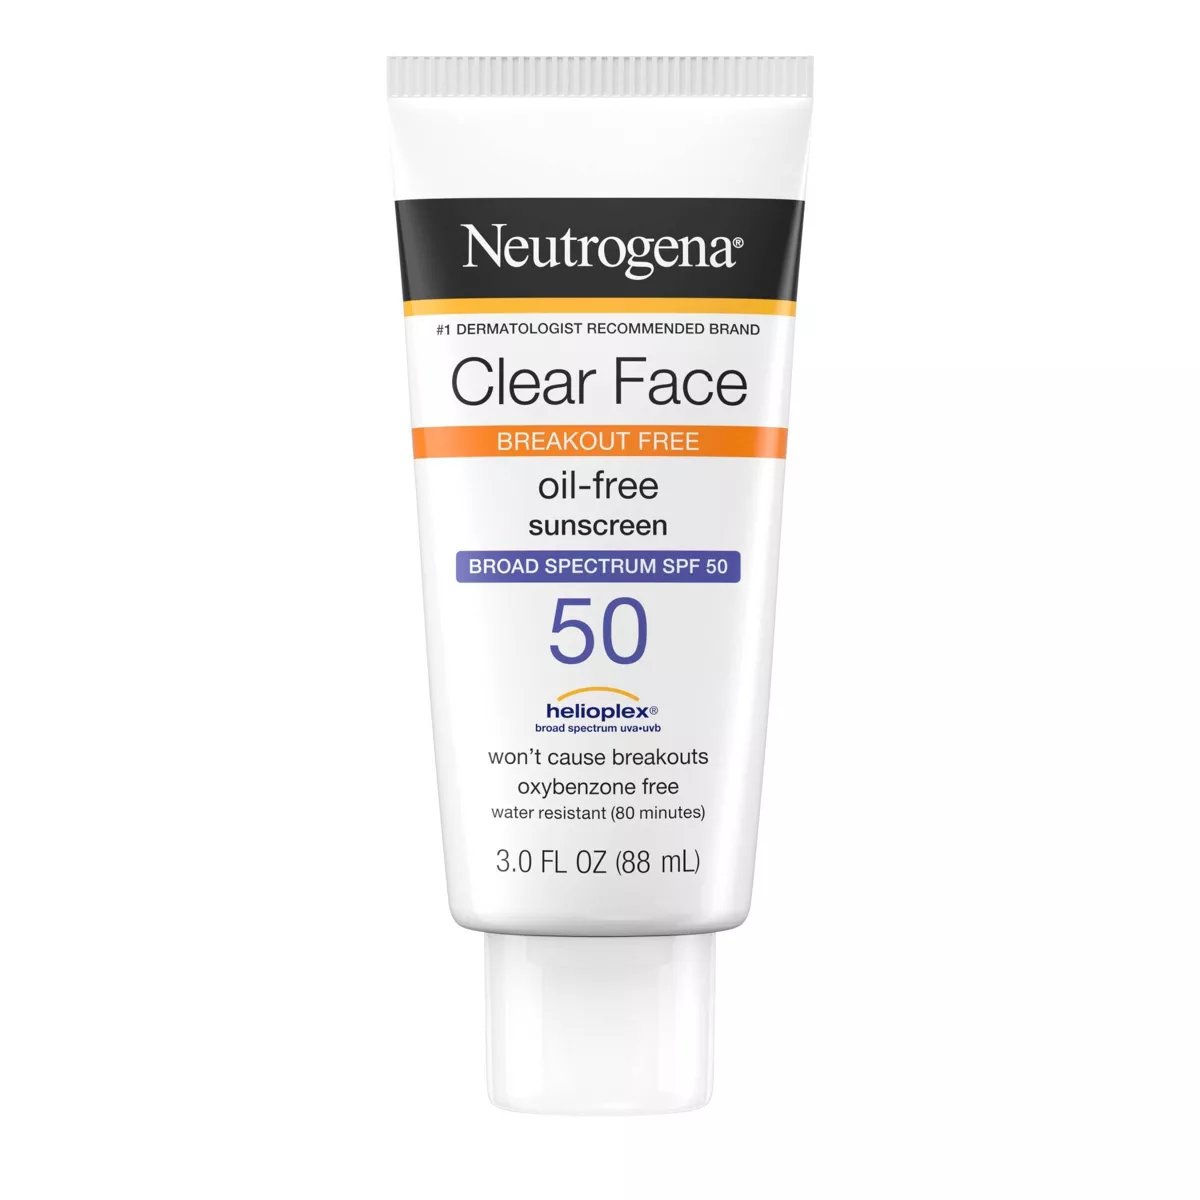 Neutrogena®
#1 DERMATOLOGIST RECOMMENDED BRAND
Clear Face
BREAKOUT FREE
oil-free
sunscreen
BROAD SPECTRUM SPF 50
50
helioplex®
broad spectrum uva•uvb
won't cause breakouts
oxybenzone free
water resistant (80 minutes)
3.0 FL OZ (88 mL)